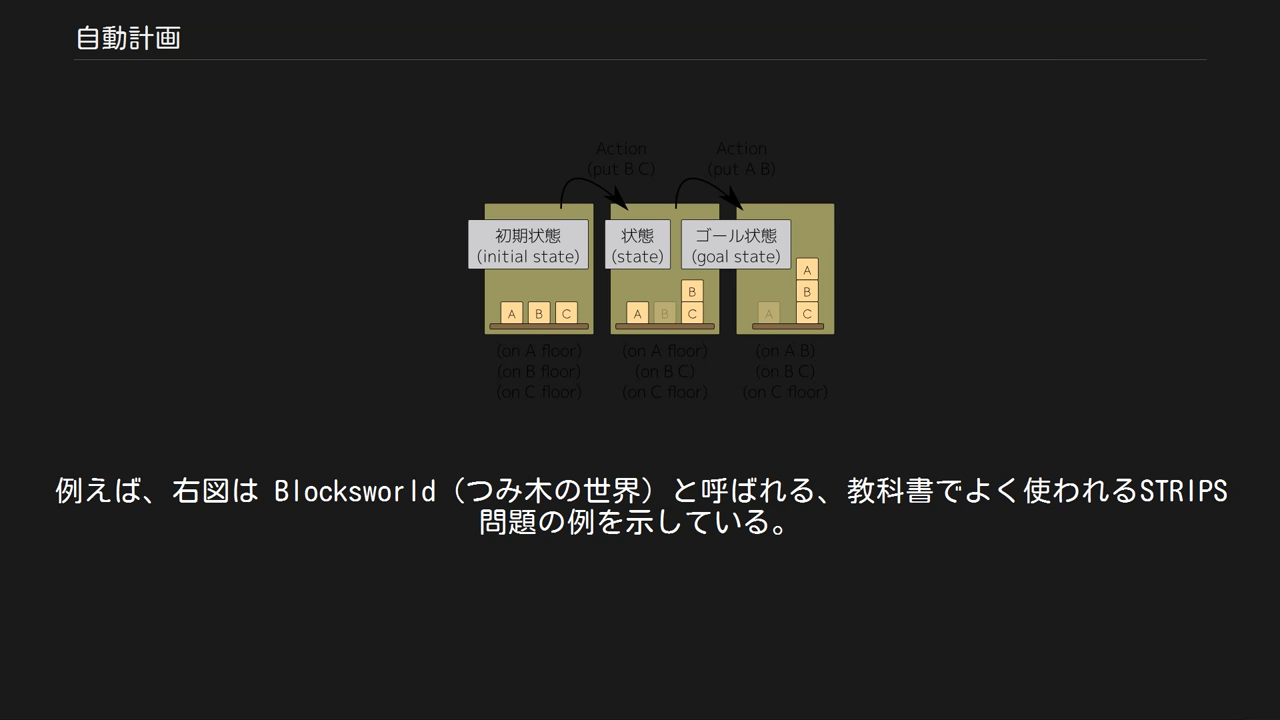 自動計画
Action
(put B C)
Action
(put A B)
初期状態
(initial state)
状態
(state)
ゴール状態
(goal state)
A B C
A B B C
A A B C
(on A floor)
(on B floor)
(on C floor)
(on A floor)
(on B C)
(on C floor)
(on A B)
(on B C)
(on C floor)
例えば、右図は Blocksworld（つみ木の世界）と呼ばれる、教科書でよく使われるSTRIPS
問題の例を示している。